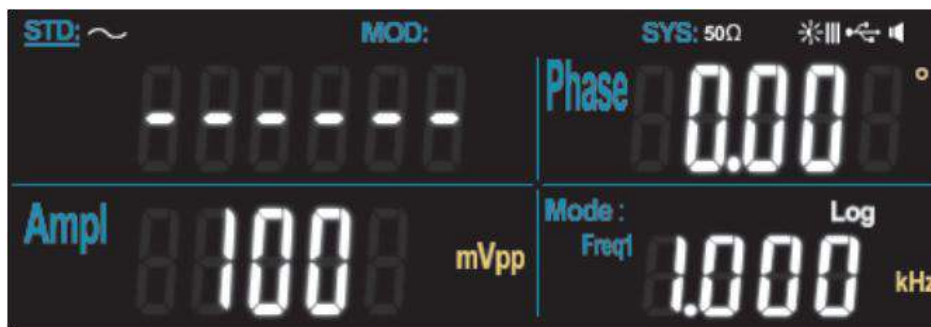 STD: MOD: SYS: 50Ω
------ Phase 0.00 °
Ampl 100 mVpp
Mode: Log
Freq1 1.000 kHz